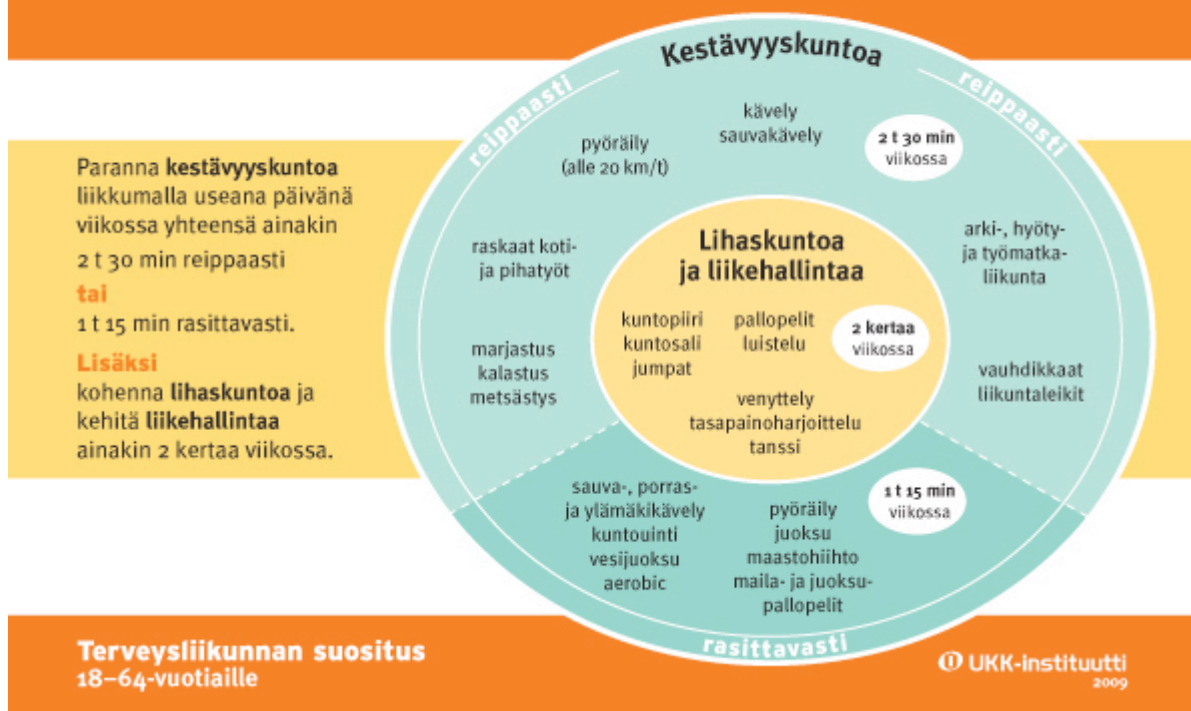 Paranna kestävyyskuntoa
liikkumalla useana päivänä
viikossa yhteensä ainakin
2 t 30 min reippaasti
tai
1 t 15 min rasittavasti.
Lisäksi
kohenna lihaskuntoa ja
kehitä liikehallintaa
ainakin 2 kertaa viikossa.
Kestävyyskuntoa
reippaasti
reippaasti
kävely
sauvakävely
2 t 30 min
viikossa
pyöräily
(alle 20 km/t)
raskaat koti-
ja pihatyöt
marjastus
kalastus
metsästys
arki-, hyöty-
ja työmatka-
liikunta
vauhdikkaat
liikuntaleikit
Lihaskuntoa
ja liikehallintaa
kuntopiiri
kuntosali
jumpat
pallopelit
luistelu
2 kertaa
viikossa
venyttely
tasapainoharjoittelu
tanssi
sauva-, porras-
ja ylämäkikävely
kuntouinti
vesijuoksu
aerobic
pyöräily
juoksu
maastohiihto
maila- ja juoksu-
pallopelit
1 t 15 min
viikossa
rasittavasti
Terveysliikunnan suositus
18–64-vuotiaille
UKK-instituutti
2009